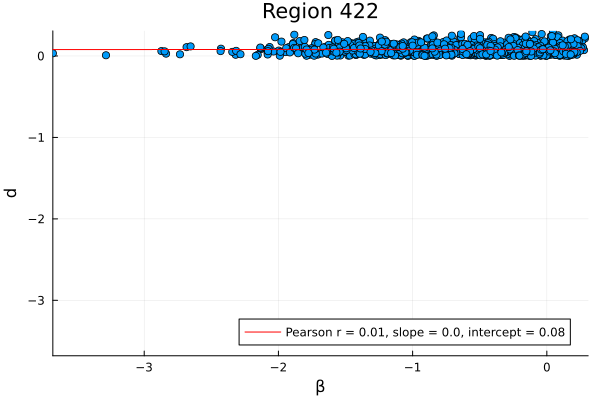 Region 422
d
0
−1
−2
−3
Pearson r = 0.01, slope = 0.0, intercept = 0.08
−3 −2 −1 0
β